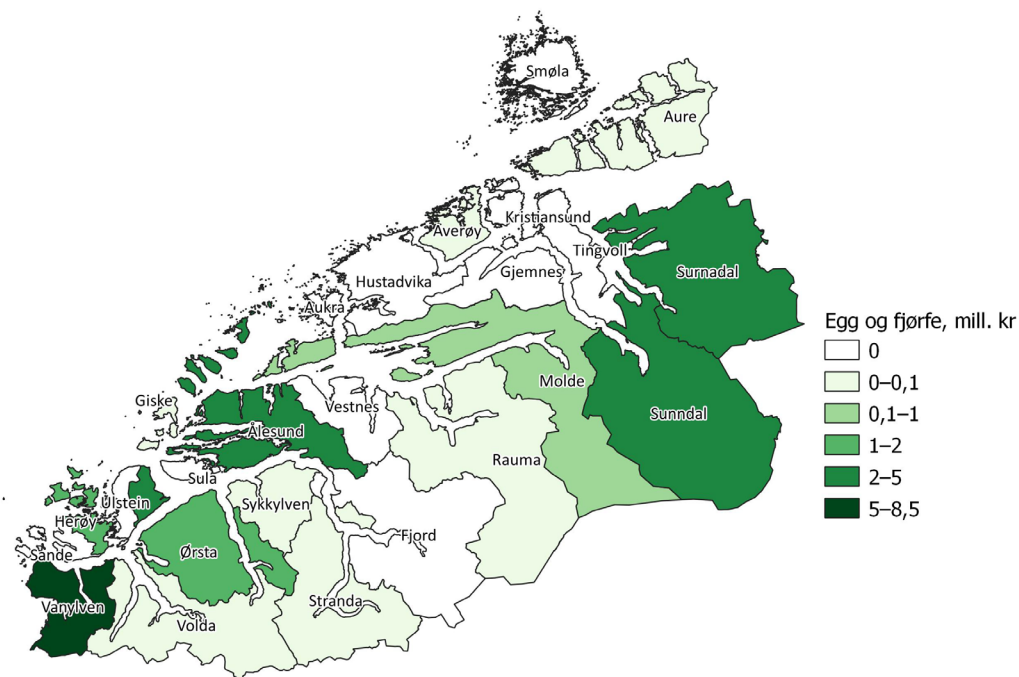 Smøla
Aure
Kristiansund
Averøy
Tingvoll
Gjemnes
Surnadal
Hustadvika
Aukra
Egg og fjørfe, mill. kr
0
0–0,1
0,1–1
1–2
2–5
5–8,5
Molde
Giske
Vestnes
Sunndal
Ålesund
Rauma
Sula
Ulstein
Sykkylven
Herøy
Fjord
Sande
Ørsta
Stranda
Vanylven
Volda